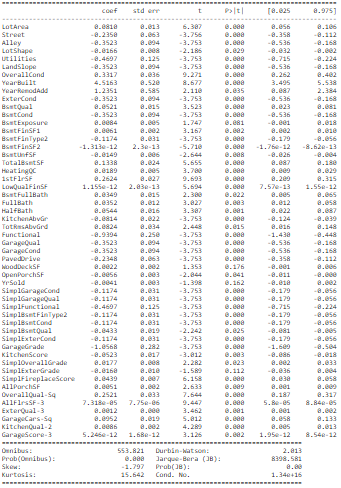 coef std err t P>|t| [0.025 0.975]
LotArea 0.0810 0.013 6.307 0.000 0.056 0.106
Street -0.2350 0.063 -3.756 0.000 -0.358 -0.112
Alley -0.3523 0.094 -3.753 0.000 -0.536 -0.168
LotShape -0.0166 0.008 -2.186 0.029 -0.032 -0.002
Utilities -0.4697 0.125 -3.753 0.000 -0.715 -0.224
LandSlope -0.3523 0.094 -3.753 0.000 -0.536 -0.168
OverallCond 0.3317 0.036 9.271 0.000 0.262 0.402
YearBuilt 4.5163 0.520 8.677 0.000 3.495 5.538
YearRemodAdd 1.2351 0.585 2.110 0.035 0.087 2.384
ExterCond -0.3523 0.094 -3.753 0.000 -0.536 -0.168
BsmtQual 0.0521 0.015 3.523 0.000 0.023 0.081
BsmtCond -0.3523 0.094 -3.753 0.000 -0.536 -0.168
BsmtExposure 0.0084 0.005 1.747 0.081 -0.001 0.018
BsmtFinSF1 0.0061 0.002 3.167 0.002 0.002 0.010
BsmtFinType2 -0.1174 0.031 -3.753 0.000 -0.179 -0.056
BsmtFinSF2 -1.313e-12 2.3e-13 -5.710 0.000 -1.76e-12 -8.62e-13
BsmtUnfSF -0.0149 0.006 -2.644 0.008 -0.026 -0.004
TotalBsmtSF 0.1338 0.024 5.655 0.000 0.087 0.180
HeatingQC 0.0189 0.005 3.700 0.000 0.009 0.029
1stFlrSF 0.2624 0.027 9.693 0.000 0.209 0.315
LowQualFinSF 1.155e-12 2.03e-13 5.694 0.000 7.57e-13 1.55e-12
BsmtFullBath 0.0349 0.015 2.300 0.022 0.005 0.065
FullBath 0.0352 0.012 3.027 0.003 0.012 0.058
HalfBath 0.0544 0.016 3.307 0.001 0.022 0.087
KitchenAbvGr -0.0814 0.022 -3.753 0.000 -0.124 -0.039
TotRmsAbvGrd 0.0824 0.034 2.448 0.015 0.016 0.148
Functional -0.9394 0.250 -3.753 0.000 -1.430 -0.448
GarageQual -0.3523 0.094 -3.753 0.000 -0.536 -0.168
GarageCond -0.3523 0.094 -3.753 0.000 -0.536 -0.168
PavedDrive -0.2348 0.063 -3.753 0.000 -0.358 -0.112
WoodDeckSF 0.0022 0.002 1.353 0.176 -0.001 0.006
OpenPorchSF 0.0056 0.003 2.044 0.041 0.000 0.011
YrSold -0.0041 0.003 -1.398 0.162 -0.010 0.002
SimplGarageCond -0.1174 0.031 -3.753 0.000 -0.179 -0.056
SimplGarageQual -0.1174 0.031 -3.753 0.000 -0.179 -0.056
SimplFunctional -0.4697 0.125 -3.753 0.000 -0.715 -0.224
SimplBsmtFinType2 -0.1174 0.031 -3.753 0.000 -0.179 -0.056
SimplBsmtCond -0.1174 0.031 -3.753 0.000 -0.179 -0.056
SimplBsmtQual -0.0433 0.019 -2.242 0.025 -0.081 -0.005
SimplExterCond -0.1174 0.031 -3.753 0.000 -0.179 -0.056
GarageGrade -1.0568 0.282 -3.753 0.000 -1.609 -0.504
KitchenScore -0.0523 0.017 -3.012 0.003 -0.086 -0.018
SimplOverallGrade 0.0177 0.008 2.282 0.023 0.002 0.033
SimplExterGrade -0.0160 0.010 -1.589 0.112 -0.036 0.004
SimplFireplaceScore 0.0439 0.007 6.158 0.000 0.030 0.058
AllPorchSF 0.0051 0.002 2.633 0.009 0.001 0.009
OverallQual-Sq 0.2521 0.033 7.644 0.000 0.187 0.317
AllFlrsSF-3 7.318e-05 7.75e-06 9.447 0.000 5.8e-05 8.84e-05
ExterQual-3 0.0012 0.000 3.462 0.001 0.001 0.002
GarageCars-Sq 0.0952 0.019 5.012 0.000 0.058 0.133
KitchenQual-2 0.0086 0.002 4.289 0.000 0.005 0.013
GarageScore-3 5.246e-12 1.68e-12 3.126 0.002 1.95e-12 8.54e-12
Omnibus: 553.821 Durbin-Watson: 2.013
Prob(Omnibus): 0.000 Jarque-Bera (JB): 8398.581
Skew: -1.797 Prob(JB): 0.00
Kurtosis: 15.642 Cond. No. 1.34e+16